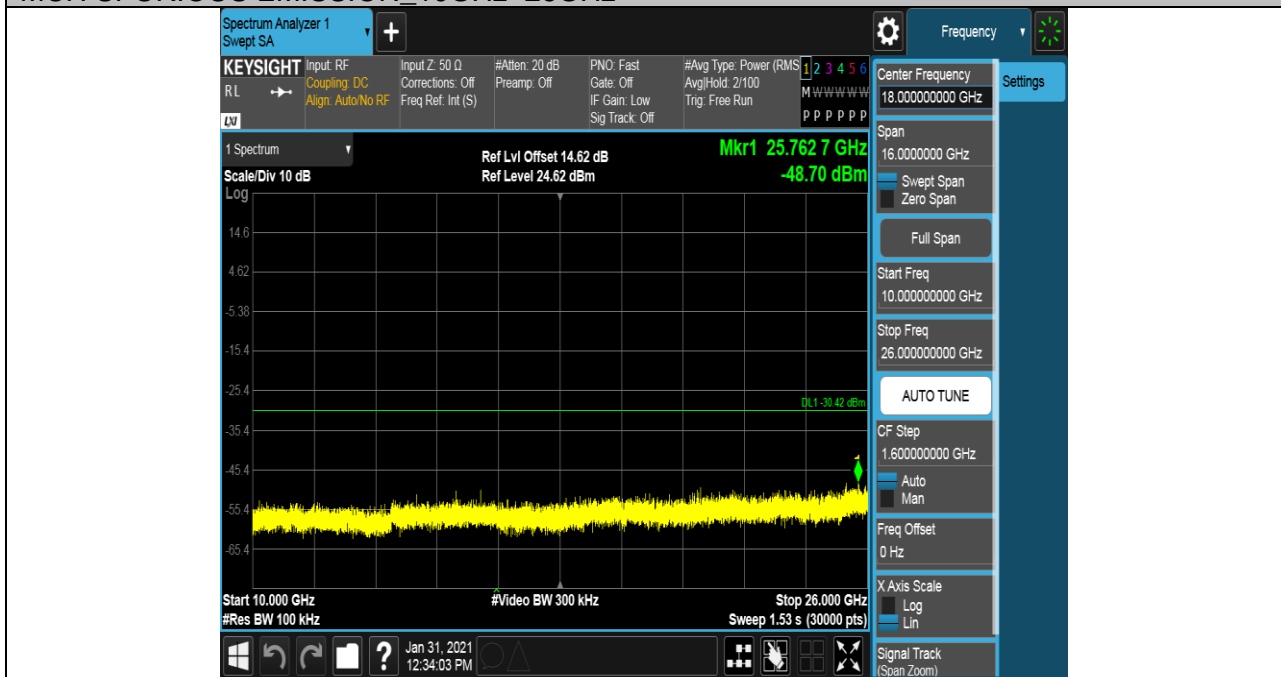 Spectrum Analyzer 1
Swept SA
+
Frequency
KEYSIGHT
RL
LXI
Input: RF
Coupling: DC
Align: Auto/No RF
Input Z: 50 Ω
Corrections: Off
Freq Ref: Int (S)
#Atten: 20 dB
Preamp: Off
PNO: Fast
Gate: Off
IF Gain: Low
Sig Track: Off
#Avg Type: Power (RMS
Avg|Hold: 2/100
Trig: Free Run
1 2 3 4 5 6
M W W W W W
P P P P P P
1 Spectrum
Scale/Div 10 dB
Log
Ref Lvl Offset 14.62 dB
Ref Level 24.62 dBm
Mkr1 25.762 7 GHz
-48.70 dBm
14.6
4.62
-5.38
-15.4
-25.4
DL1 -30.42 dBm
-35.4
-45.4
1
-55.4
-65.4
Start 10.000 GHz
#Res BW 100 kHz
#Video BW 300 kHz
Stop 26.000 GHz
Sweep 1.53 s (30000 pts)
?
Jan 31, 2021
12:34:03 PM
Center Frequency
18.000000000 GHz
Settings
Span
16.0000000 GHz
Swept Span
Zero Span
Full Span
Start Freq
10.000000000 GHz
Stop Freq
26.000000000 GHz
AUTO TUNE
CF Step
1.600000000 GHz
Auto
Man
Freq Offset
0 Hz
X Axis Scale
Log
Lin
Signal Track
(Span Zoom)